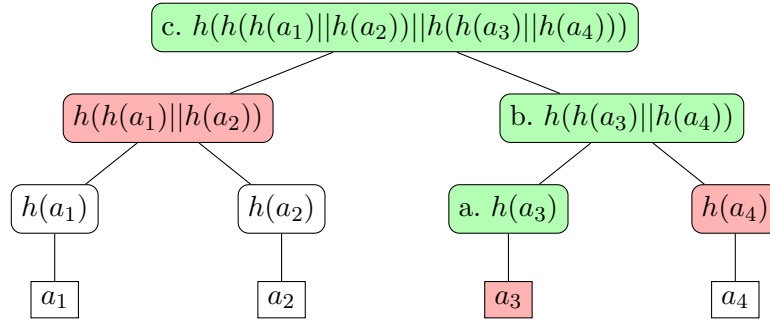 c. h(h(h(a₁)||h(a₂))||h(h(a₃)||h(a₄)))
h(h(a₁)||h(a₂))
b. h(h(a₃)||h(a₄))
h(a₁)
h(a₂)
a. h(a₃)
h(a₄)
a₁
a₂
a₃
a₄